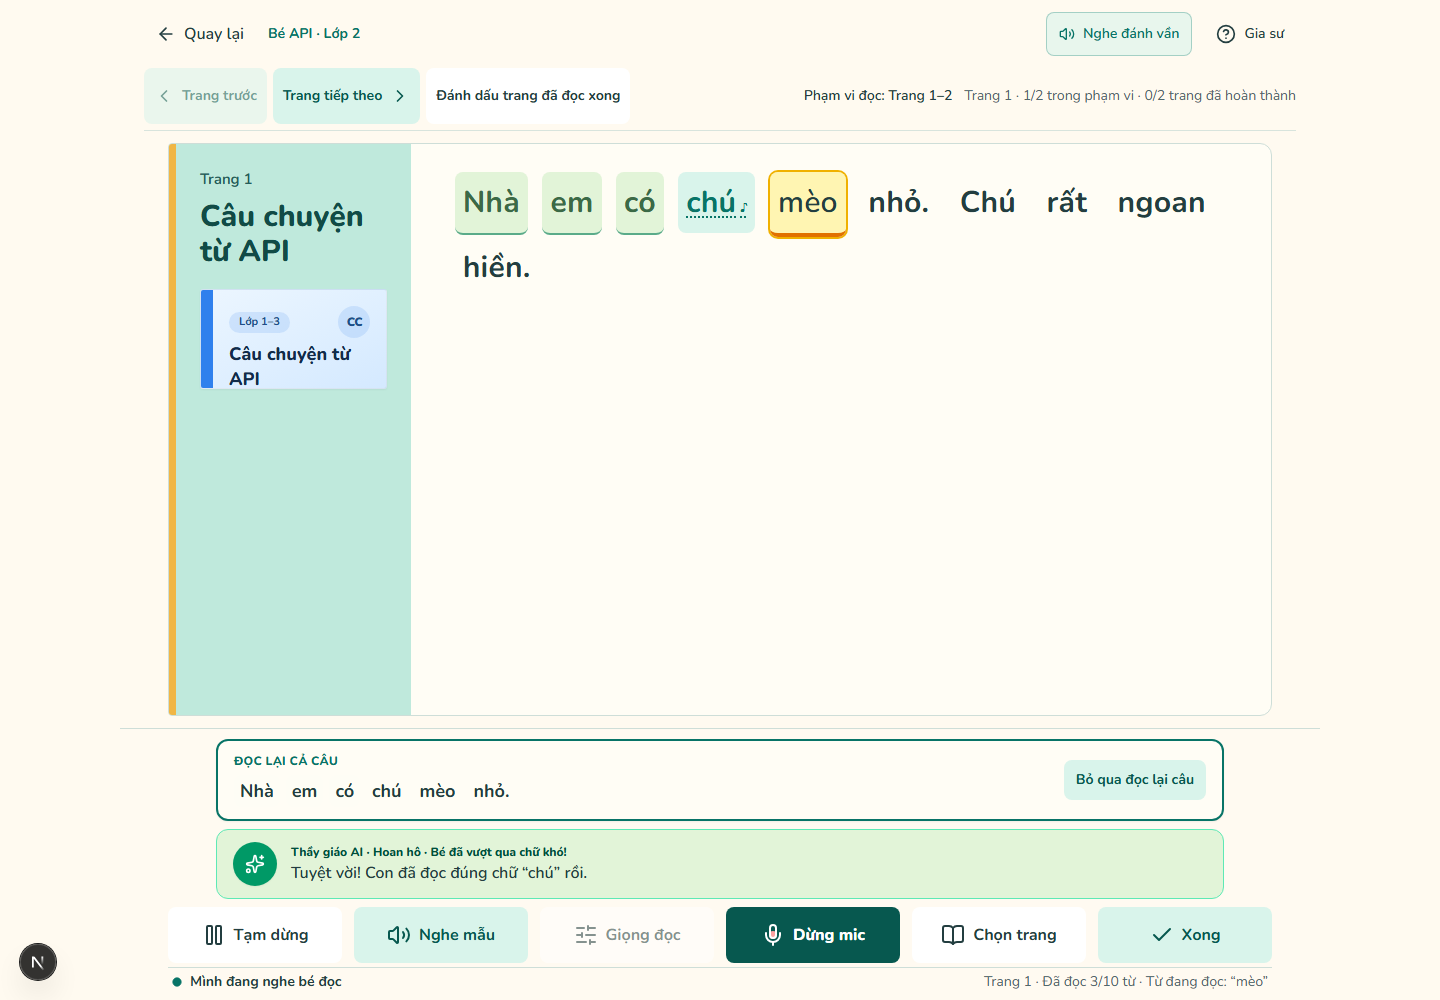 Quay lại
Bé API · Lớp 2
Nghe đánh vần
Gia sư
Trang trước
Trang tiếp theo
Đánh dấu trang đã đọc xong
Phạm vi đọc: Trang 1–2
Trang 1 · 1/2 trong phạm vi · 0/2 trang đã hoàn thành
Trang 1
Câu chuyện
từ API
Lớp 1–3
CC
Câu chuyện từ
API
Nhà em có chú mèo nhỏ. Chú rất ngoan
hiền.
ĐỌC LẠI CẢ CÂU
Nhà em có chú mèo nhỏ.
Bỏ qua đọc lại câu
Thầy giáo AI · Hoan hô · Bé đã vượt qua chữ khó!
Tuyệt vời! Con đã đọc đúng chữ “chú” rồi.
Tạm dừng
Nghe mẫu
Giọng đọc
Dừng mic
Chọn trang
Xong
N
Mình đang nghe bé đọc
Trang 1 · Đã đọc 3/10 từ · Từ đang đọc: “mèo”